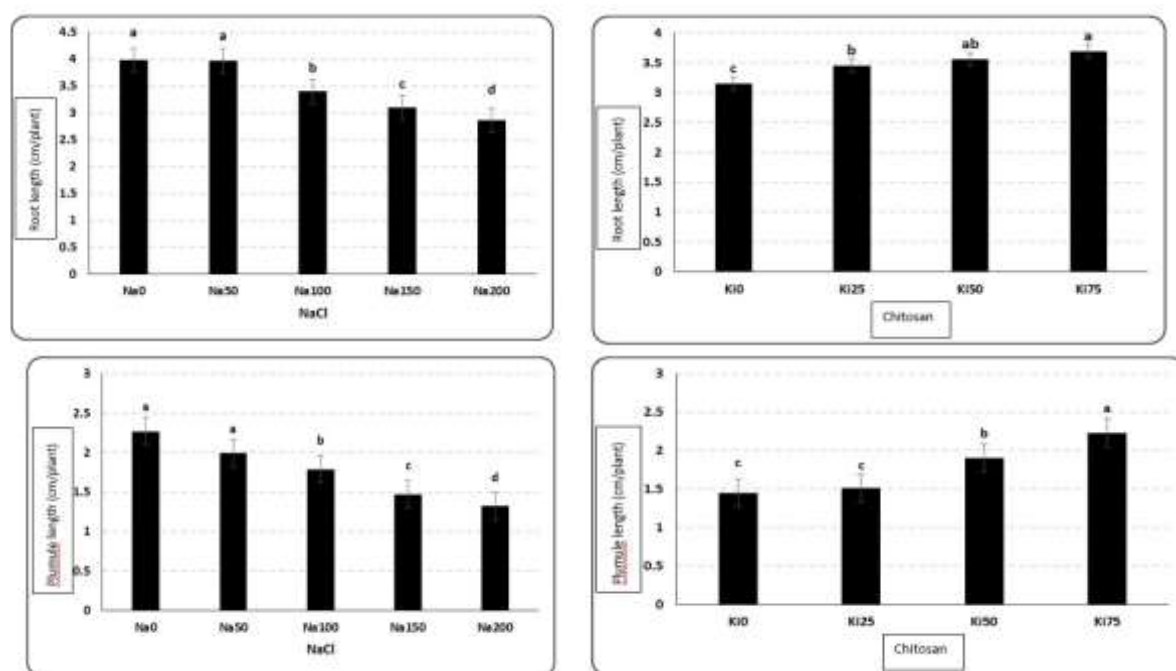 4.5
4
3.5
3
2.5
2
1.5
1
0.5
0
Root length (cm/plant)
a
a
b
c
d
Na0 Na50 Na100 Na150 Na200
NaCl
4
3.5
3
2.5
2
1.5
1
0.5
0
Root length (cm/plant)
c
b
ab
a
Ki0 Ki25 Ki50 Ki75
Chitosan
3
2.5
2
1.5
1
0.5
0
Plumule length (cm/plant)
a
a
b
c
d
Na0 Na50 Na100 Na150 Na200
NaCl
3
2.5
2
1.5
1
0.5
0
Plymule length (cm/plant)
c
c
b
a
Ki0 Ki25 Ki50 Ki75
Chitosan